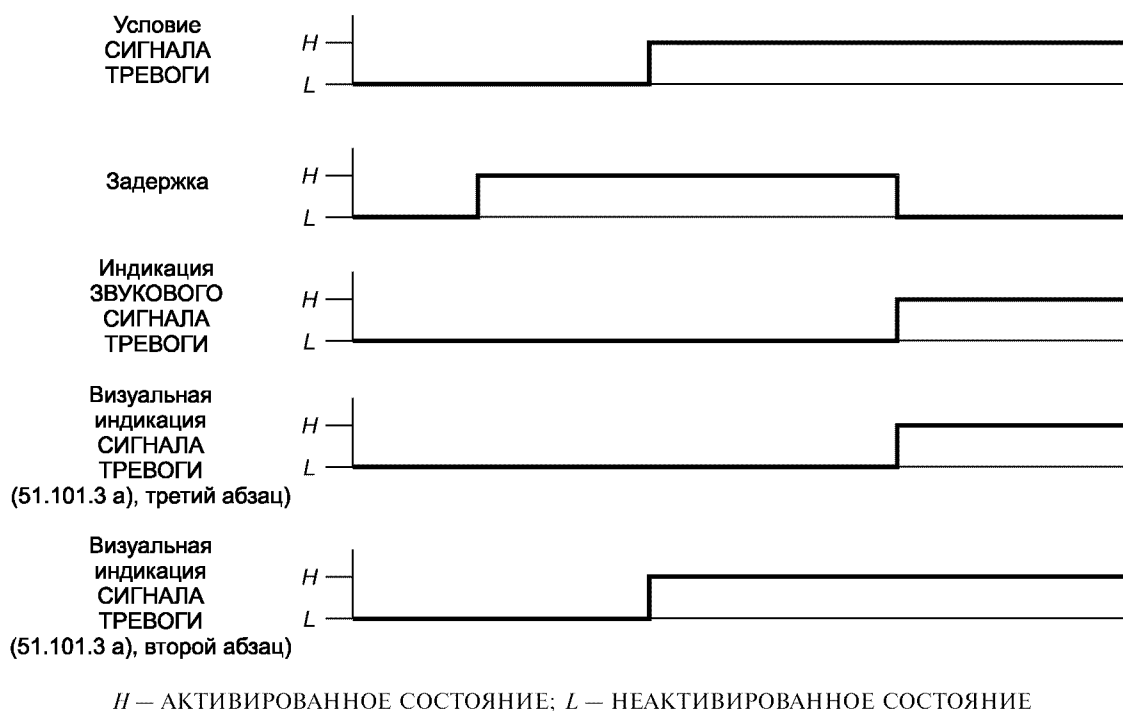 Условие
СИГНАЛА
ТРЕВОГИ
H
L
Задержка
H
L
Индикация
ЗВУКОВОГО
СИГНАЛА
ТРЕВОГИ
H
L
Визуальная
индикация
СИГНАЛА
ТРЕВОГИ
(51.101.3 а), третий абзац)
H
L
Визуальная
индикация
СИГНАЛА
ТРЕВОГИ
(51.101.3 а), второй абзац)
H
L
H — АКТИВИРОВАННОЕ СОСТОЯНИЕ; L — НЕАКТИВИРОВАННОЕ СОСТОЯНИЕ